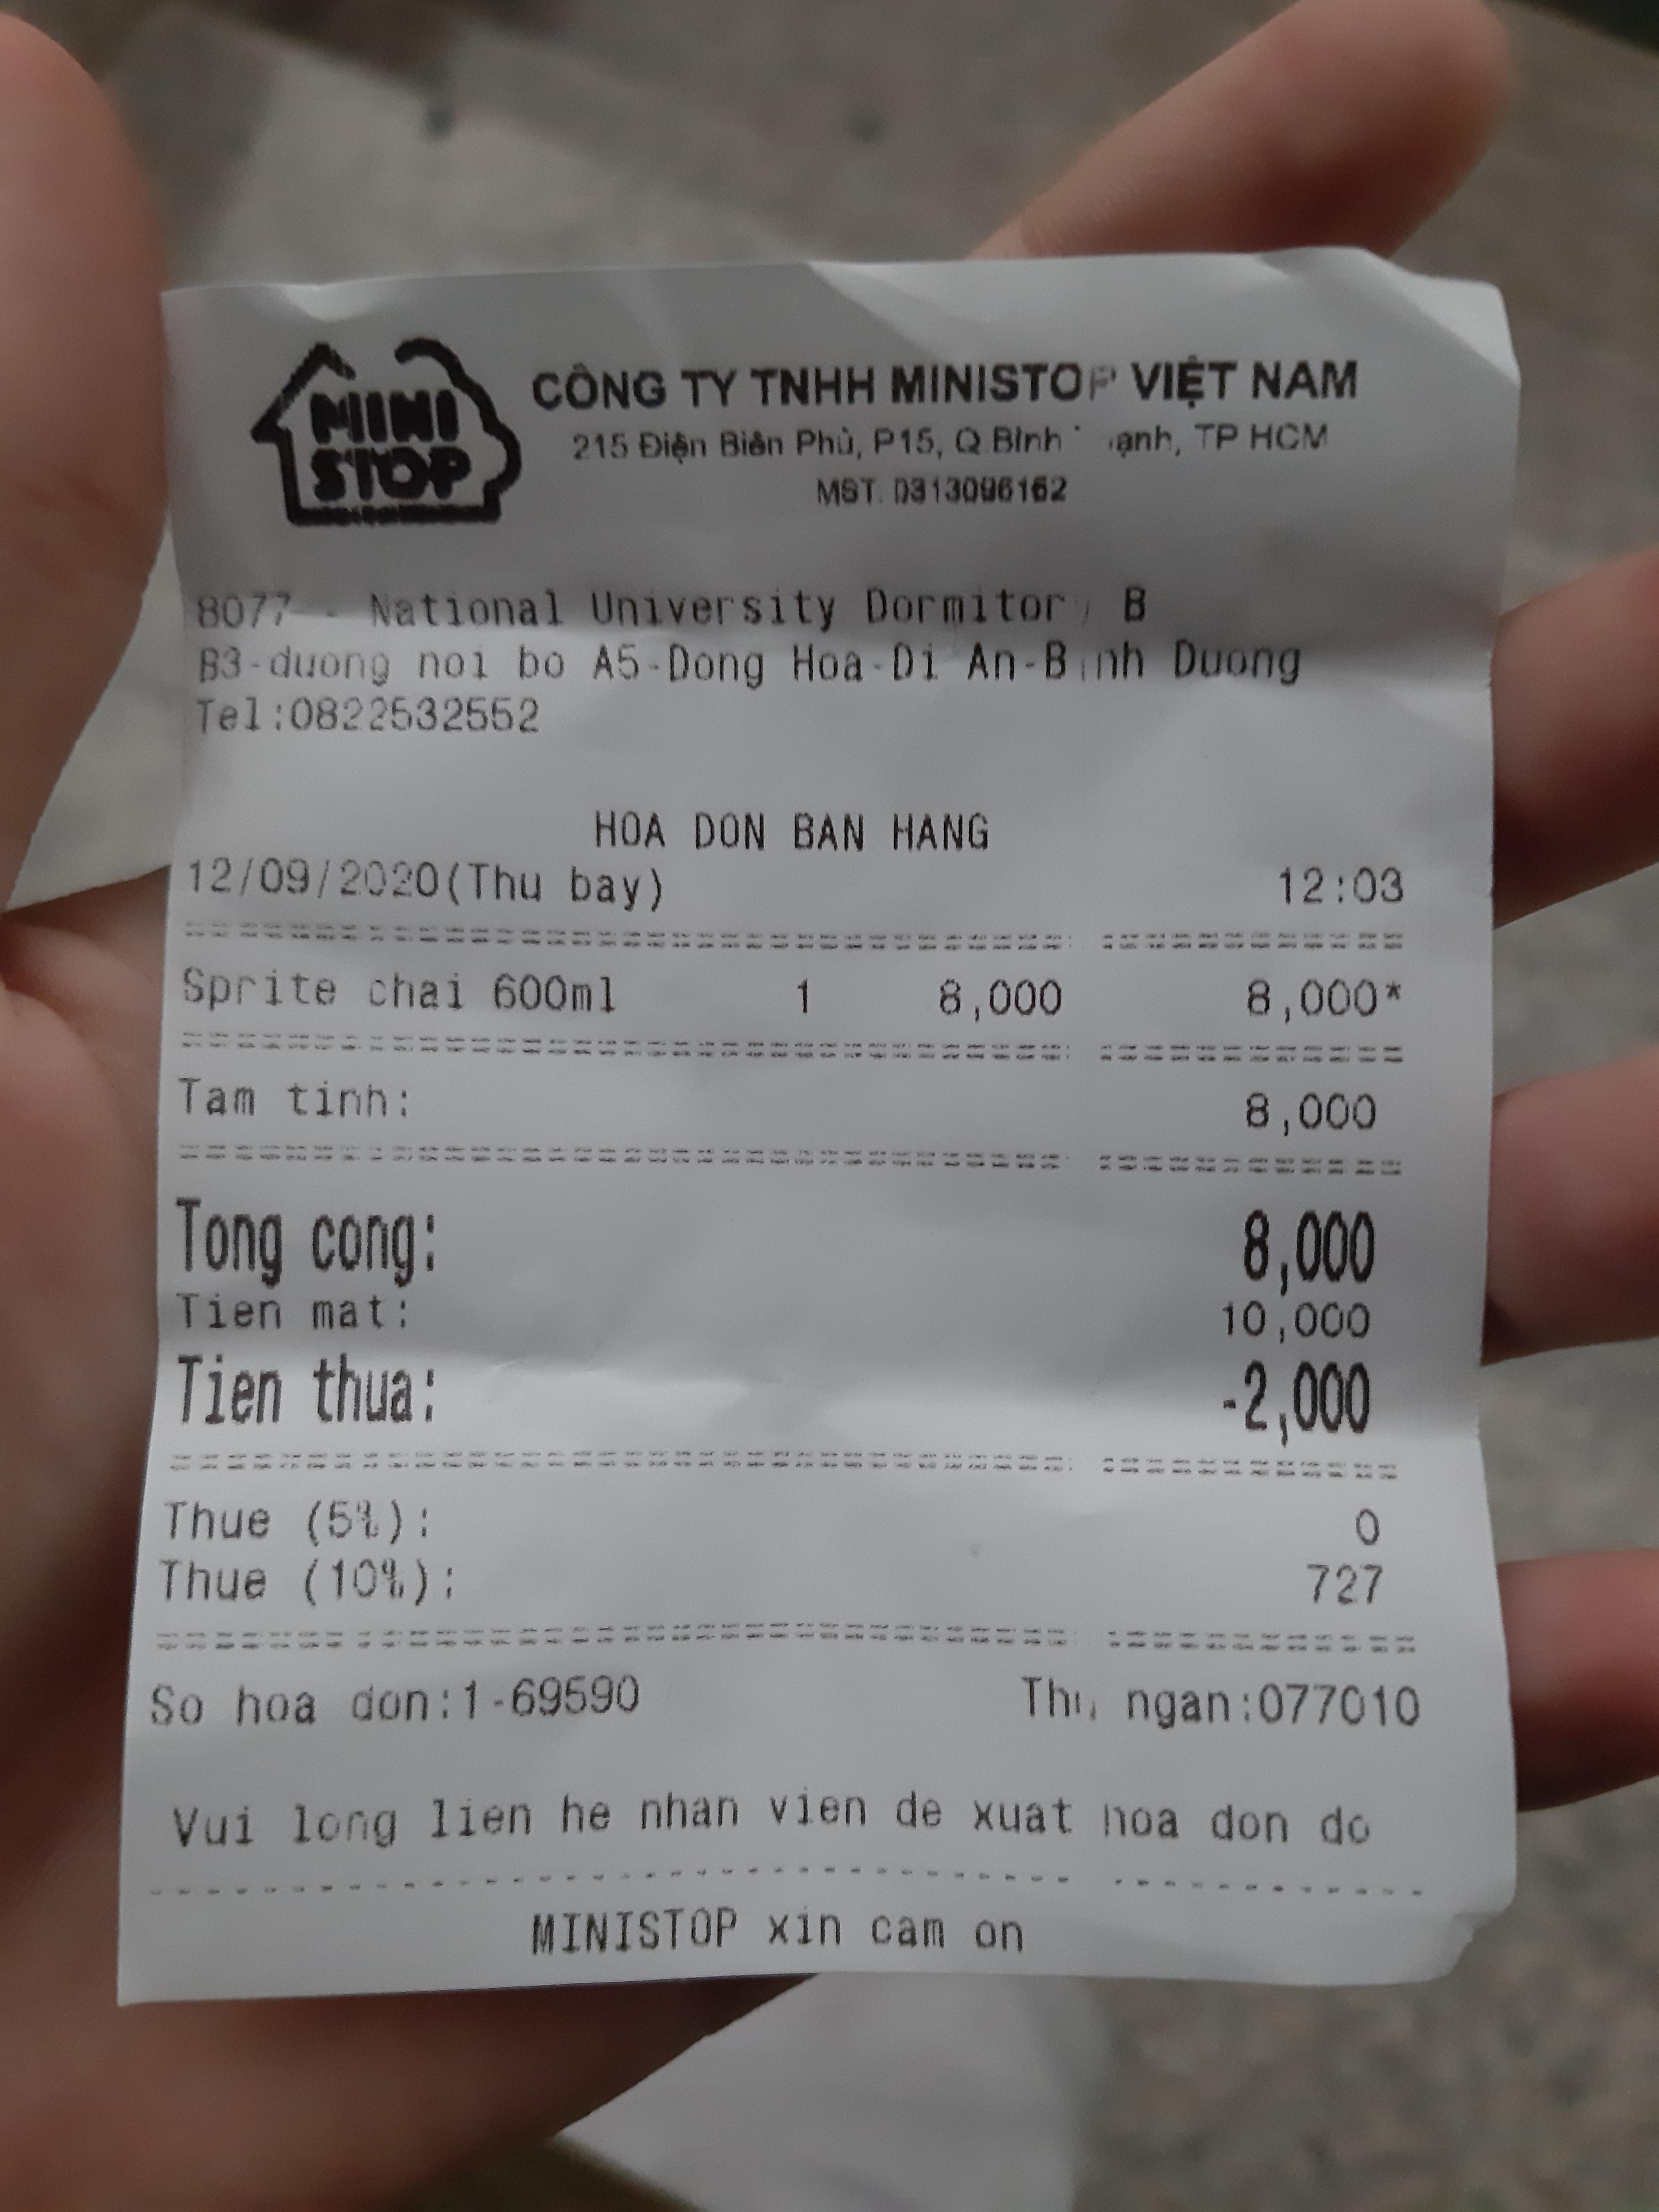 MINI
STOP
CÔNG TY TNHH MINISTOP VIỆT NAM
215 Điện Biên Phủ, P15, Q.Bình ạnh, TP HCM
MST. 0313096162
8077 - National University Dormitor B
B3-duong noi bo A5-Dong Hoa-Di An-Binh Duong
Tel:0822532552
HOA DON BAN HANG
12/09/2020(Thu bay) 12:03
Sprite chai 600ml 1 8,000 8,000*
Tam tinh: 8,000
Tong cong: 8,000
Tien mat: 10,000
Tien thua: -2,000
Thue (5%): 0
Thue (10%): 727
So hoa don:1-69590 Thu ngan:077010
Vui long lien he nhan vien de xuat hoa don do
MINISTOP xin cam on